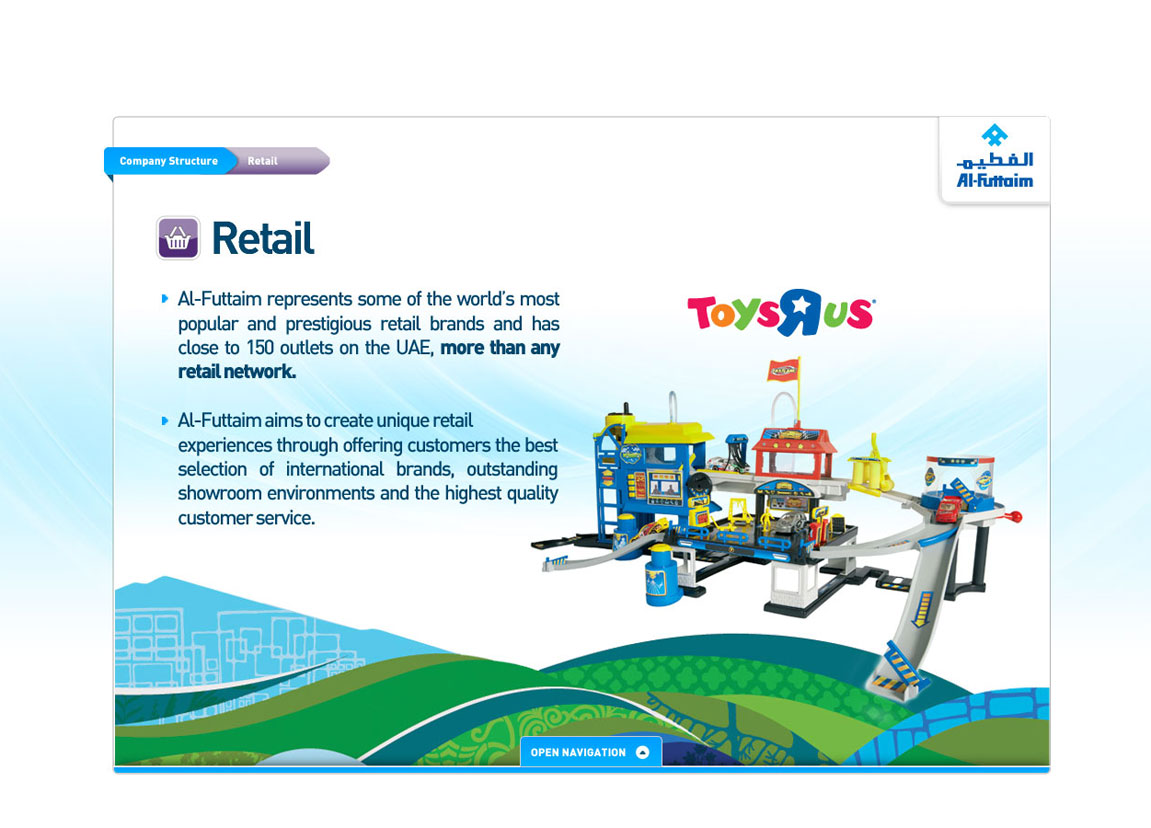 Company Structure
Retail
الفطيم
Al-Futtaim
Retail
Al-Futtaim represents some of the world's most
popular and prestigious retail brands and has
close to 150 outlets on the UAE, more than any
retail network.
Al-Futtaim aims to create unique retail
experiences through offering customers the best
selection of international brands, outstanding
showroom environments and the highest quality
customer service.
ToysRus
OPEN NAVIGATION